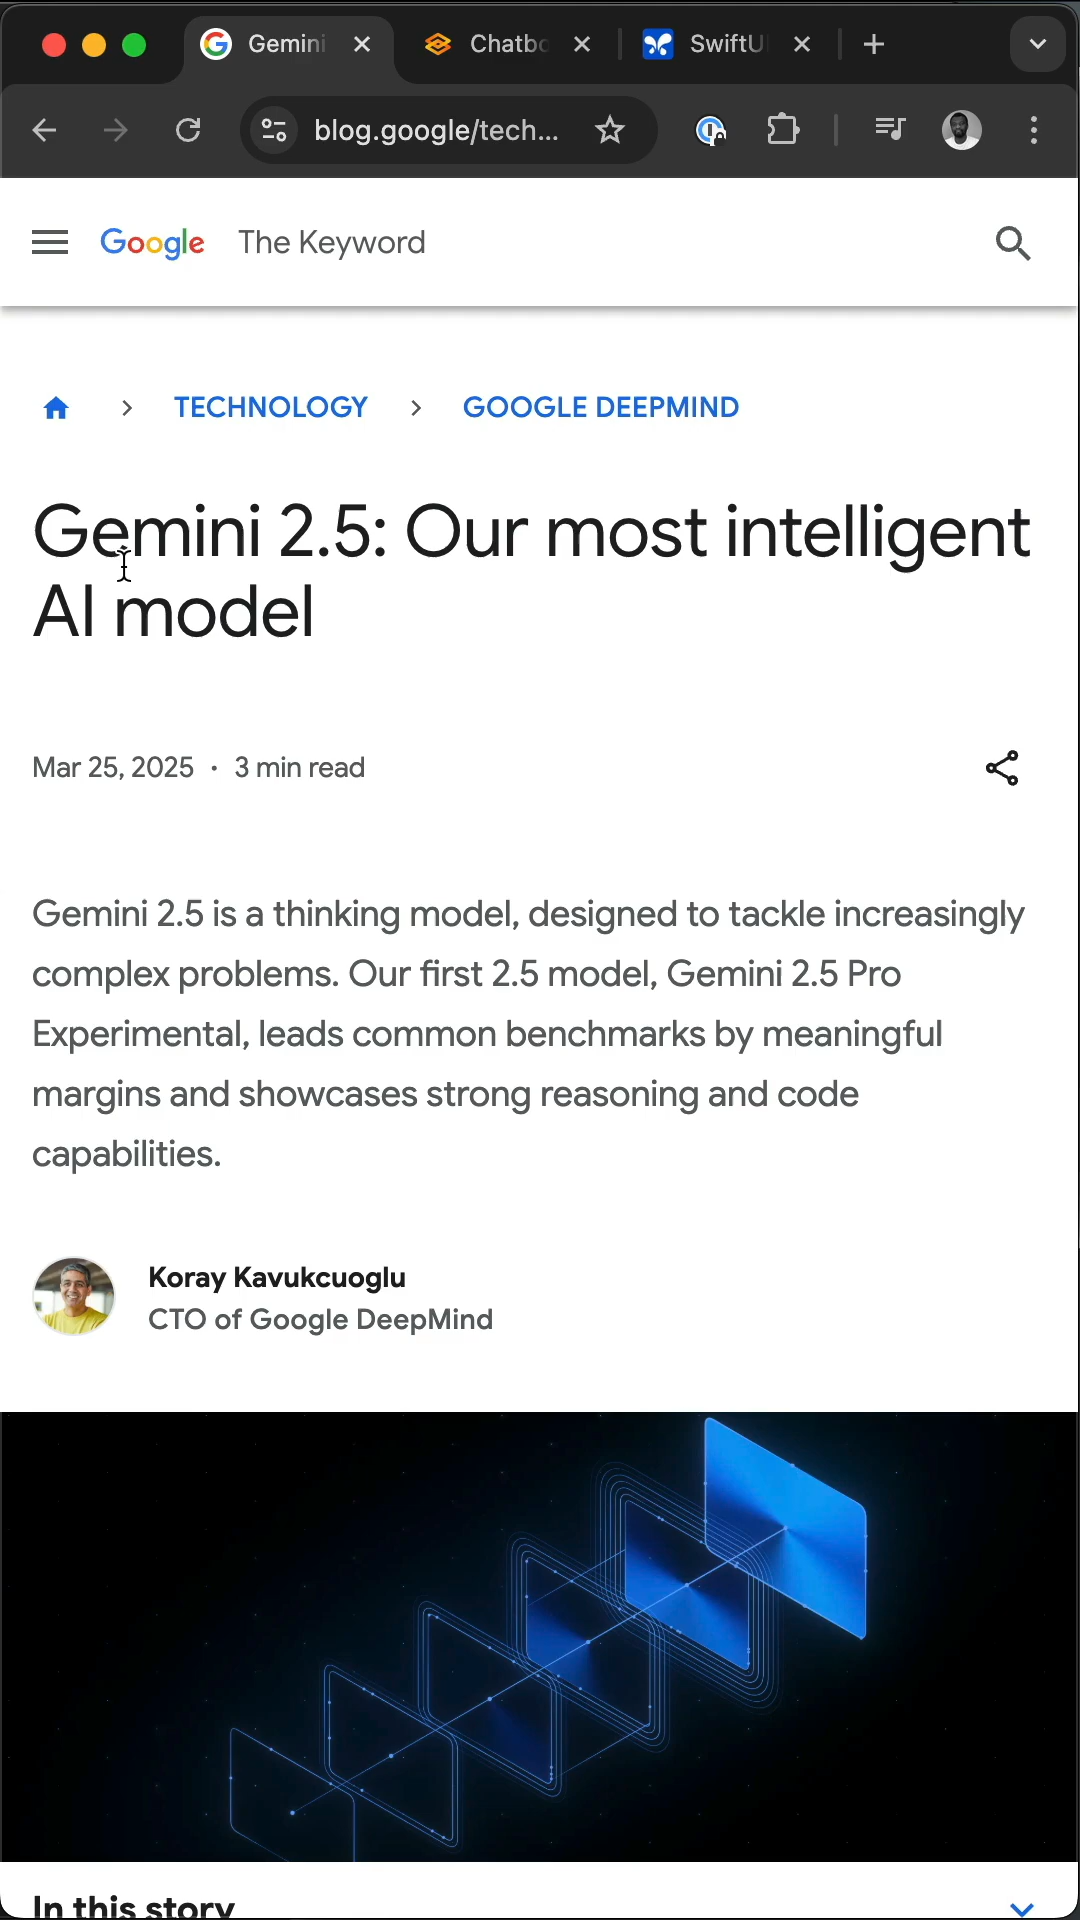 Gemini
Chatbo
SwiftU
blog.google/tech...
Google The Keyword
TECHNOLOGY
GOOGLE DEEPMIND
Gemini 2.5: Our most intelligent
AI model
Mar 25, 2025 • 3 min read
Gemini 2.5 is a thinking model, designed to tackle increasingly
complex problems. Our first 2.5 model, Gemini 2.5 Pro
Experimental, leads common benchmarks by meaningful
margins and showcases strong reasoning and code
capabilities.
Koray Kavukcuoglu
CTO of Google DeepMind
In this story